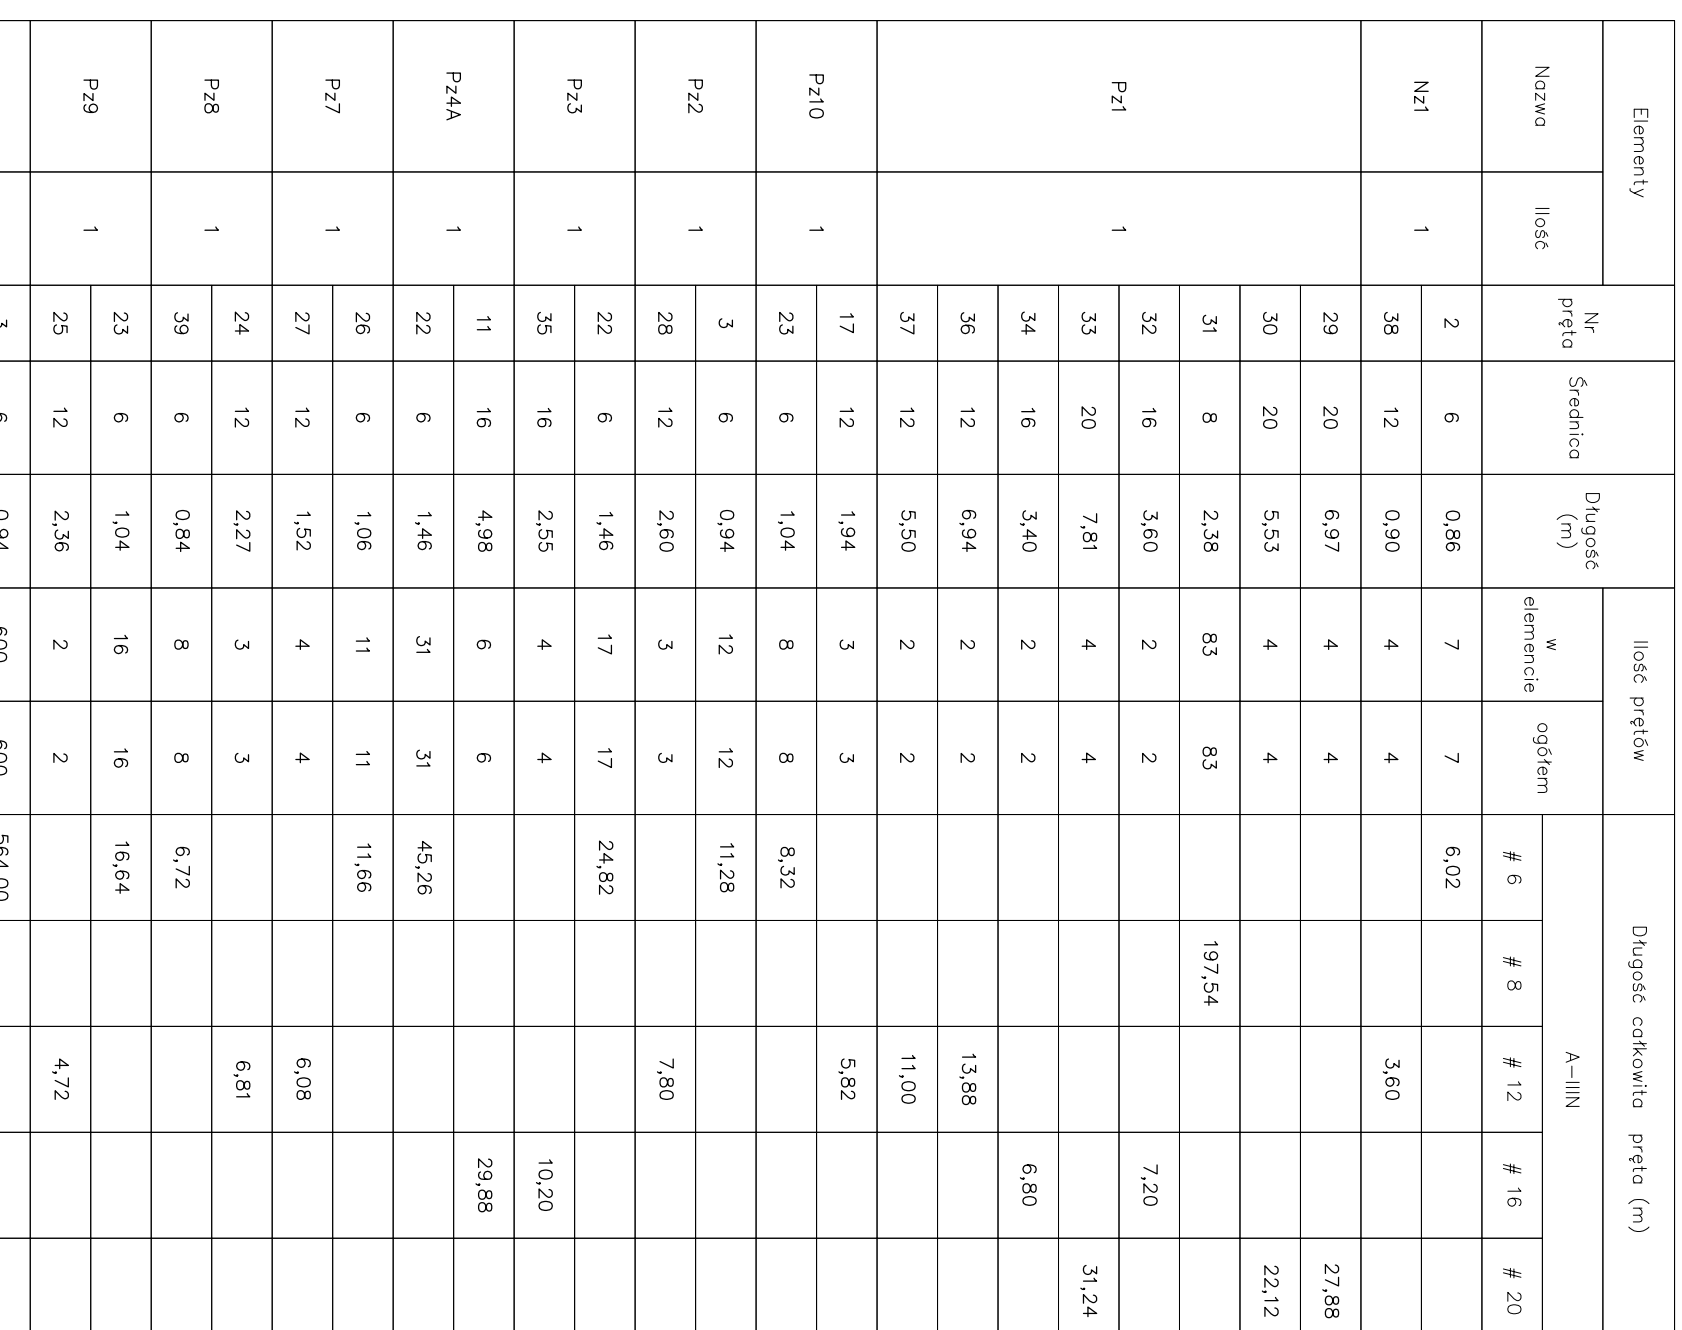 Elementy Ilość prętów Długość całkowita pręta (m)
Nazwa Ilość Nr pręta Średnica Długość (m) w elemencie ogółem A-IIIN
# 6 # 8 # 12 # 16 # 20
Nz1 1 2 6 0,86 7 7 6,02
38 12 0,90 4 4 3,60
Pz1 1 29 20 6,97 4 4 27,88
30 20 5,53 4 4 22,12
31 8 2,38 83 83 197,54
32 16 3,60 2 2 7,20
33 20 7,81 4 4 31,24
34 16 3,40 2 2 6,80
36 12 6,94 2 2 13,88
37 12 5,50 2 2 11,00
Pz10 1 17 12 1,94 3 3 5,82
23 6 1,04 8 8 8,32
Pz2 1 3 6 0,94 12 12 11,28
28 12 2,60 3 3 7,80
Pz3 1 22 6 1,46 17 17 24,82
35 16 2,55 4 4 10,20
Pz4A 1 11 16 4,98 6 6 29,88
22 6 1,46 31 31 45,26
Pz7 1 26 6 1,06 11 11 11,66
27 12 1,52 4 4 6,08
Pz8 1 24 12 2,27 3 3 6,81
39 6 0,84 8 8 6,72
Pz9 1 23 6 1,04 16 16 16,64
25 12 2,36 2 2 4,72
3 6 0,94 600 600 564,00